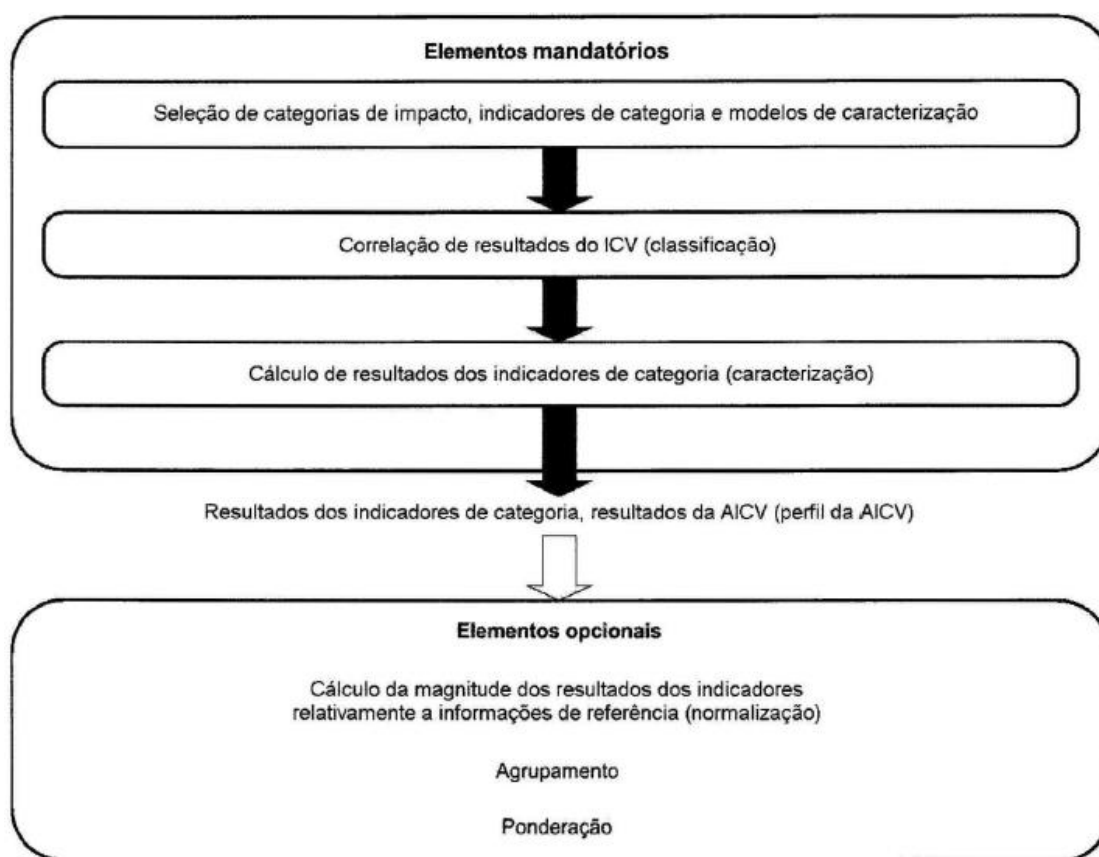 Elementos mandatórios
Seleção de categorias de impacto, indicadores de categoria e modelos de caracterização
Correlação de resultados do ICV (classificação)
Cálculo de resultados dos indicadores de categoria (caracterização)
Resultados dos indicadores de categoria, resultados da AICV (perfil da AICV)
Elementos opcionais
Cálculo da magnitude dos resultados dos indicadores
relativamente a informações de referência (normalização)
Agrupamento
Ponderação